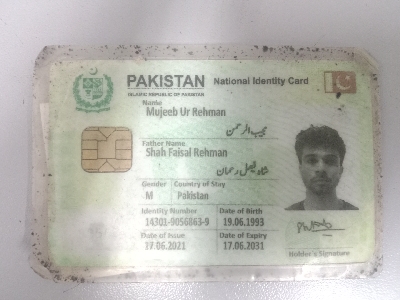 PAKISTAN National Identity Card
ISLAMIC REPUBLIC OF PAKISTAN
Name
Mujeeb Ur Rehman
مجیب الرحمن
Father Name
Shah Faisal Rehman
شاہ فیصل رحمان
Gender Country of Stay
M Pakistan
Identity Number Date of Birth
14301-9056863-9 19.06.1993
Date of Issue Date of Expiry
17.06.2021 17.06.2031
Holder's Signature